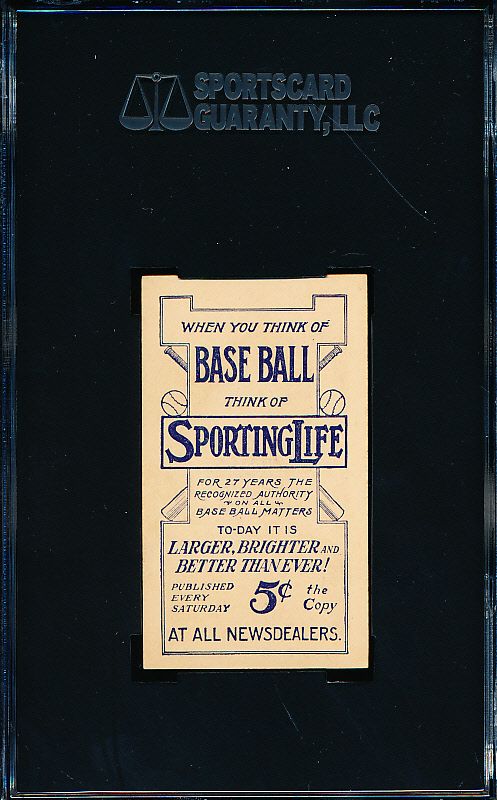 SPORTSCARD
GUARANTY, LLC
WHEN YOU THINK OF
BASE BALL
THINK OF
SPORTING LIFE
FOR 27 YEARS THE
RECOGNIZED AUTHORITY
ON ALL
BASE BALL MATTERS
TO-DAY IT IS
LARGER, BRIGHTER AND
BETTER THAN EVER!
PUBLISHED
EVERY
SATURDAY
5¢
the
Copy
AT ALL NEWSDEALERS.